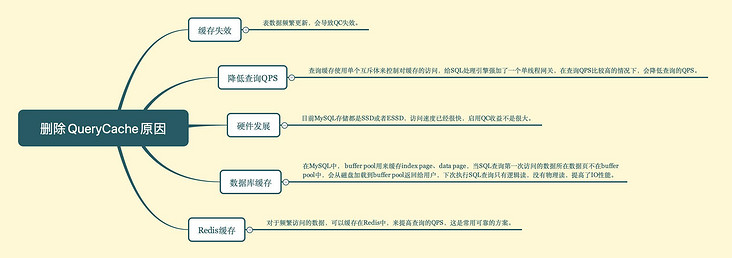 删除QueryCache原因
缓存失效
表数据频繁更新，会导致QC失效。
降低查询QPS
查询缓存使用单个互斥体来控制对缓存的访问，给SQL处理引擎强加了一个单线程网关，在查询QPS比较高的情况下，会降低查询的QPS。
硬件发展
目前MySQL存储都是SSD或者ESSD，访问速度已经很快，启用QC收益不是很大。
数据库缓存
在MySQL中， buffer pool用来缓存index page、data page，当SQL查询第一次访问的数据所在数据页不在buffer
pool中，会从磁盘加载到buffer pool返回给用户，下次执行SQL查询只有逻辑读，没有物理读，提高了IO性能。
Redis缓存
对于频繁访问的数据，可以缓存在Redis中，来提高查询的QPS，这是常用可靠的方案。